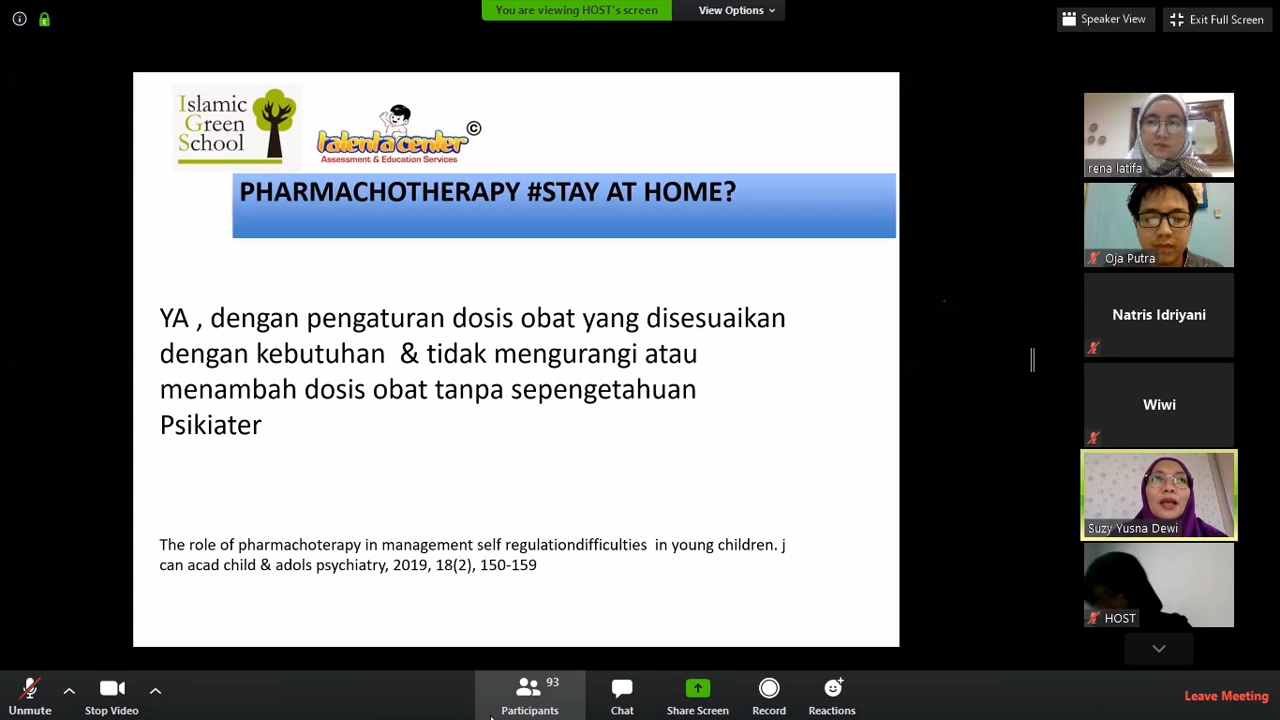 You are viewing HOST's screen
View Options
Speaker View
Exit Full Screen
Islamic
Green
School
talenta center
©
Assessment & Education Services
PHARMACHOTHERAPY #STAY AT HOME?
YA , dengan pengaturan dosis obat yang disesuaikan
dengan kebutuhan & tidak mengurangi atau
menambah dosis obat tanpa sepengetahuan
Psikiater
The role of pharmachoterapy in management self regulationdifficulties in young children. j
can acad child & adols psychiatry, 2019, 18(2), 150-159
rena latifa
Oja Putra
Natris Idriyani
Wiwi
Suzy Yusna Dewi
HOST
Unmute
Stop Video
93
Participants
Chat
Share Screen
Record
Reactions
Leave Meeting